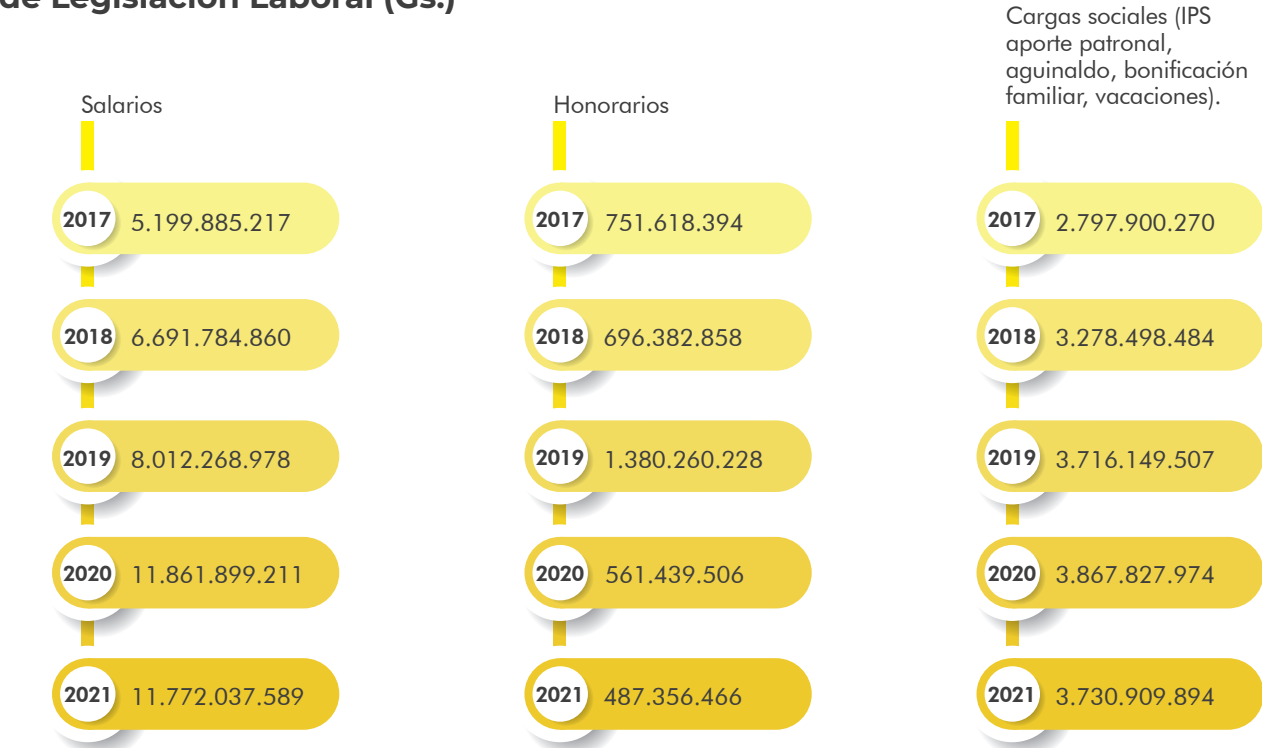 de Legislación Laboral (Gs.)
Salarios
2017 5.199.885.217
2018 6.691.784.860
2019 8.012.268.978
2020 11.861.899.211
2021 11.772.037.589
Honorarios
2017 751.618.394
2018 696.382.858
2019 1.380.260.228
2020 561.439.506
2021 487.356.466
Cargas sociales (IPS
aporte patronal,
aguinaldo, bonificación
familiar, vacaciones).
2017 2.797.900.270
2018 3.278.498.484
2019 3.716.149.507
2020 3.867.827.974
2021 3.730.909.894